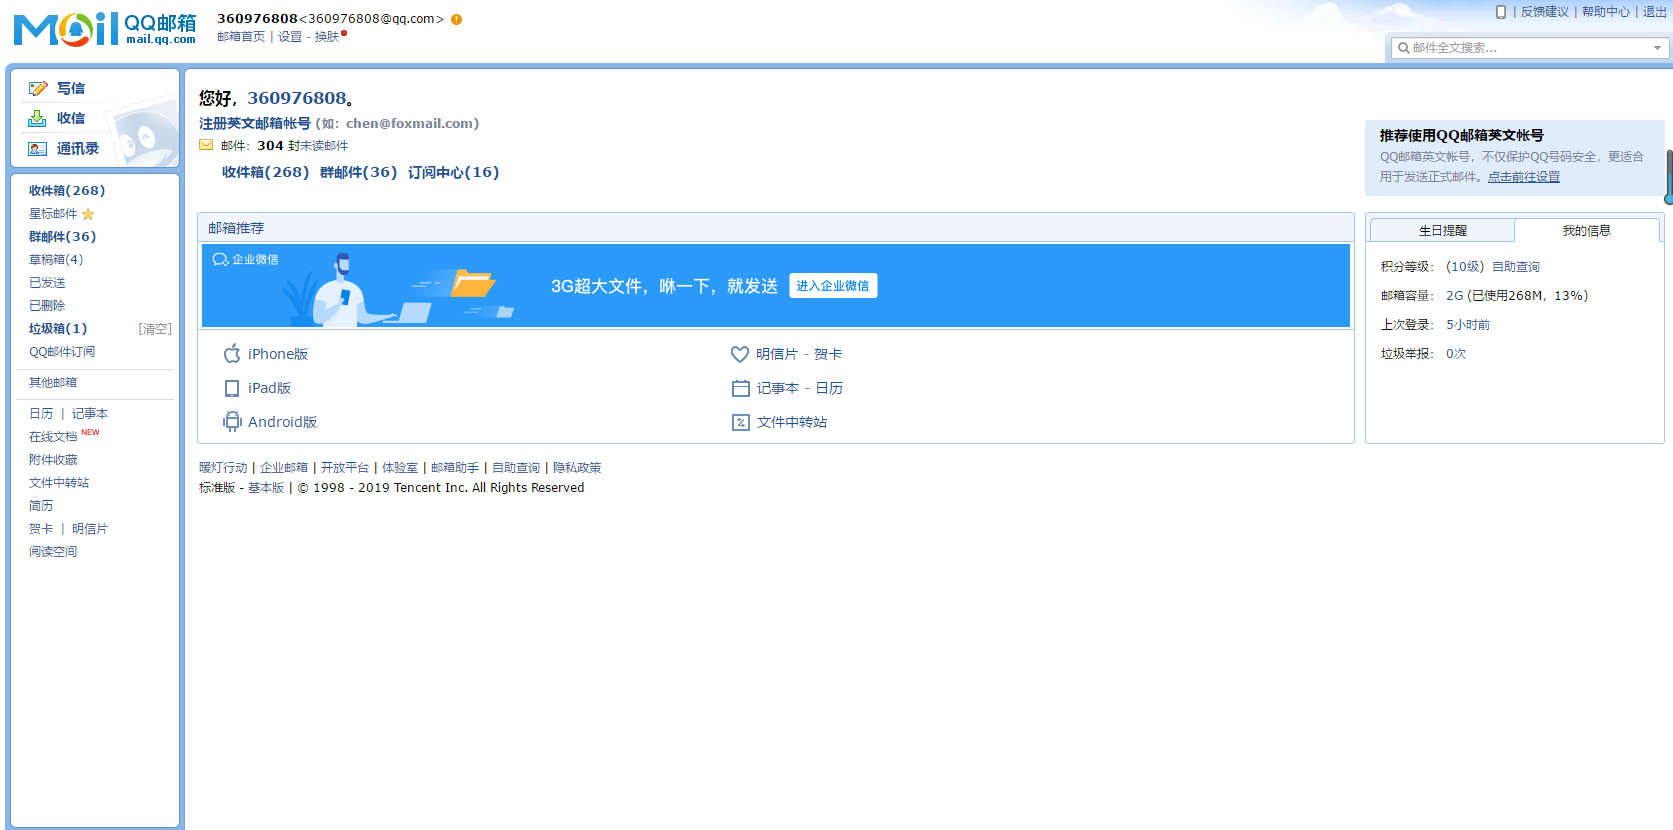 Mail QQ邮箱
mail.qq.com
360976808<360976808@qq.com>
邮箱首页 | 设置 - 换肤
| 反馈建议 | 帮助中心 | 退出
邮件全文搜索...
写信
收信
通讯录
收件箱(268)
星标邮件
群邮件(36)
草稿箱(4)
已发送
已删除
垃圾箱(1) [清空]
QQ邮件订阅
其他邮箱
日历 | 记事本
在线文档 NEW
附件收藏
文件中转站
简历
贺卡 | 明信片
阅读空间
您好，360976808。
注册英文邮箱帐号 (如：chen@foxmail.com)
邮件：304 封未读邮件
收件箱(268) 群邮件(36) 订阅中心(16)
邮箱推荐
企业微信
3G超大文件，咻一下，就发送 进入企业微信
iPhone版
明信片 - 贺卡
iPad版
记事本 - 日历
Android版
文件中转站
推荐使用QQ邮箱英文帐号
QQ邮箱英文帐号，不仅保护QQ号码安全，更适合
用于发送正式邮件。点击前往设置
生日提醒 我的信息
积分等级： (10级) 自助查询
邮箱容量： 2G (已使用268M，13%)
上次登录： 5小时前
垃圾举报： 0次
暖灯行动 | 企业邮箱 | 开放平台 | 体验室 | 邮箱助手 | 自助查询 | 隐私政策
标准版 - 基本版 | © 1998 - 2019 Tencent Inc. All Rights Reserved